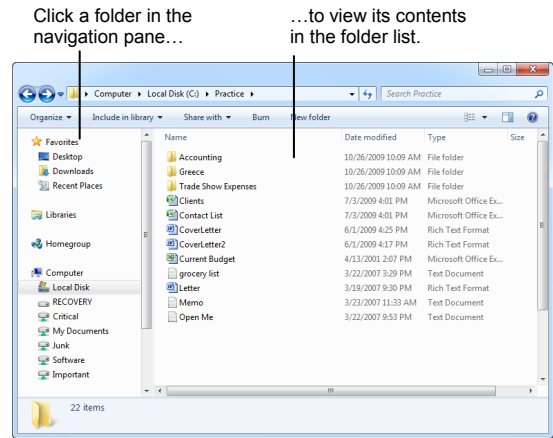 Click a folder in the
navigation pane…
…to view its contents
in the folder list.
Computer Local Disk (C:) Practice
Search Practice
Organize Include in library Share with Burn New folder
Favorites
Desktop
Downloads
Recent Places
Libraries
Homegroup
Computer
Local Disk
RECOVERY
Critical
My Documents
Junk
Software
Important
Name Date modified Type Size
Accounting 10/26/2009 10:09 AM File folder
Greece 10/26/2009 10:09 AM File folder
Trade Show Expenses 10/26/2009 10:09 AM File folder
Clients 7/3/2009 4:01 PM Microsoft Office Ex...
Contact List 7/3/2009 4:01 PM Microsoft Office Ex...
CoverLetter 6/1/2009 4:25 PM Rich Text Format
CoverLetter2 6/1/2009 4:17 PM Rich Text Format
Current Budget 4/13/2001 2:07 PM Microsoft Office Ex...
grocery list 3/22/2007 3:29 PM Text Document
Letter 3/19/2007 9:30 PM Rich Text Format
Memo 3/23/2007 11:33 AM Text Document
Open Me 3/22/2007 9:53 PM Text Document
22 items